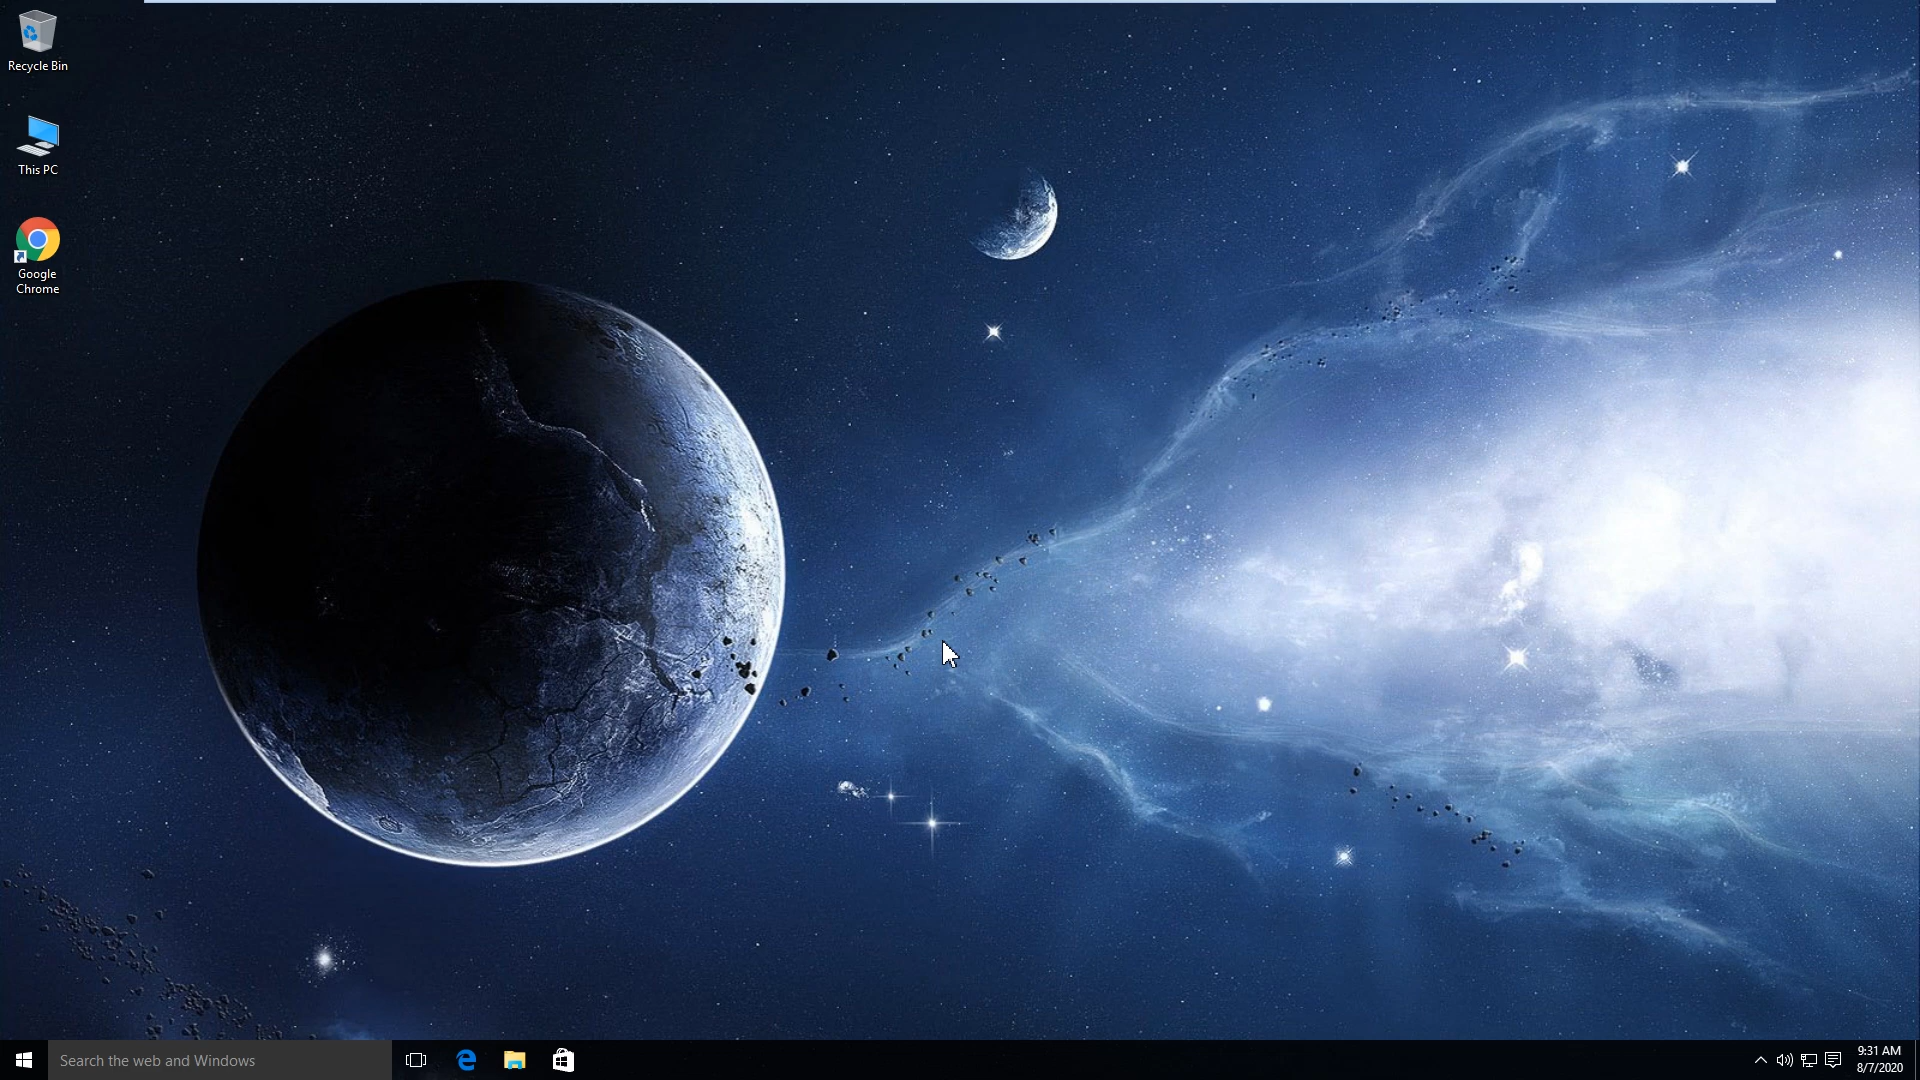 Recycle Bin
This PC
Google
Chrome
Search the web and Windows
9:31 AM
8/7/2020